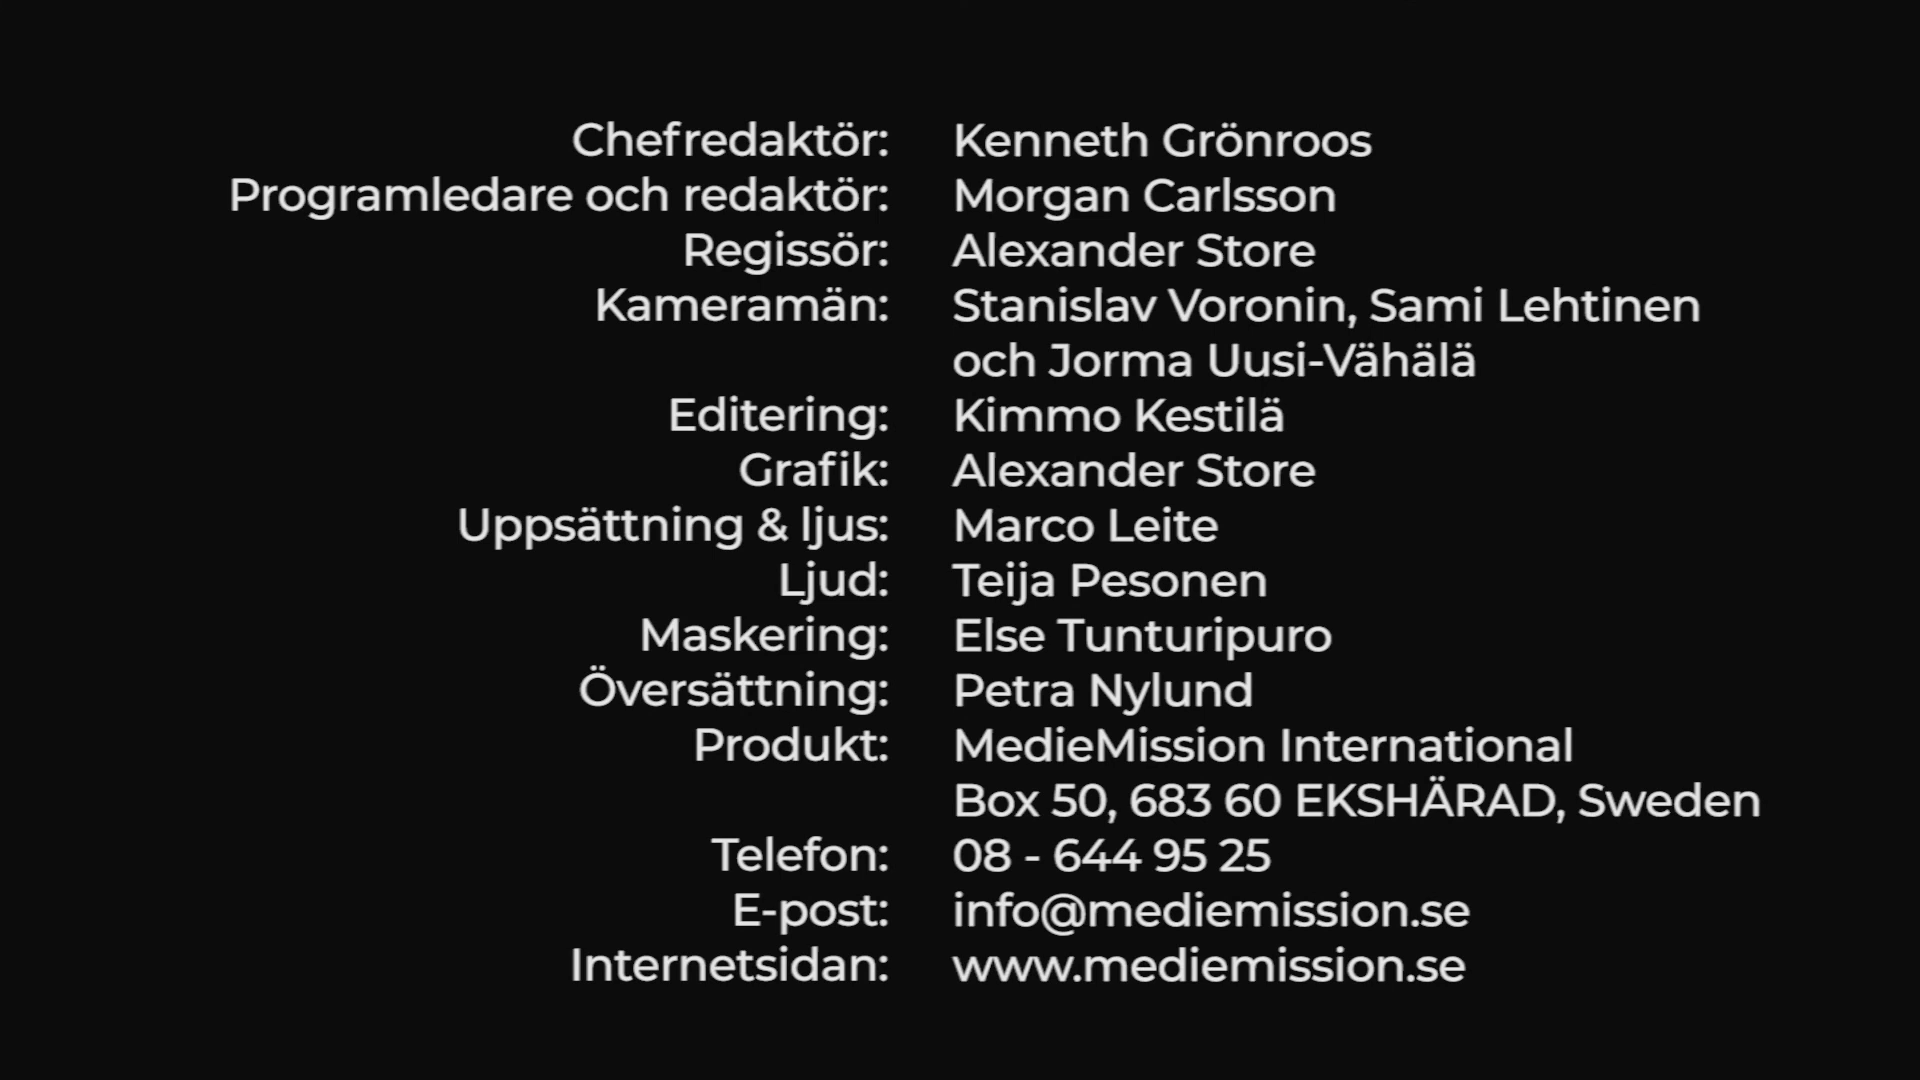 Chefredaktör: Kenneth Grönroos
Programledare och redaktör: Morgan Carlsson
Regissör: Alexander Store
Kameramän: Stanislav Voronin, Sami Lehtinen
och Jorma Uusi-Vähälä
Editering: Kimmo Kestilä
Grafik: Alexander Store
Uppsättning & ljus: Marco Leite
Ljud: Teija Pesonen
Maskering: Else Tunturipuro
Översättning: Petra Nylund
Produkt: MedieMission International
Box 50, 683 60 EKSHÄRAD, Sweden
Telefon: 08 - 644 95 25
E-post: info@mediemission.se
Internetsidan: www.mediemission.se